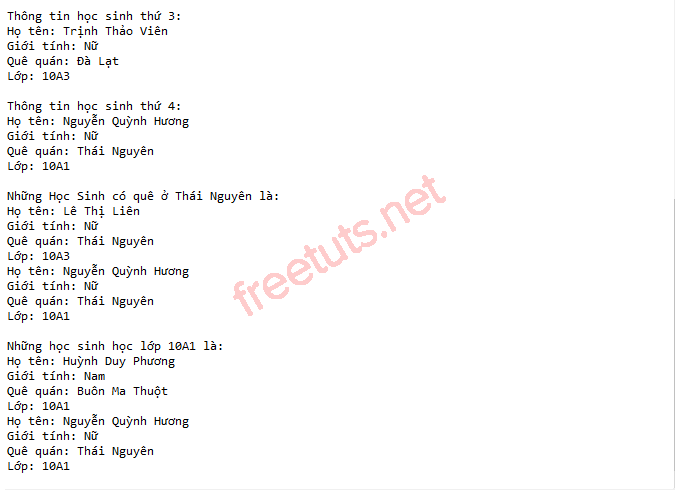 Thông tin học sinh thứ 3:
Họ tên: Trịnh Thảo Viên
Giới tính: Nữ
Quê quán: Đà Lạt
Lớp: 10A3
Thông tin học sinh thứ 4:
Họ tên: Nguyễn Quỳnh Hương
Giới tính: Nữ
Quê quán: Thái Nguyên
Lớp: 10A1
Những Học Sinh có quê ở Thái Nguyên là:
Họ tên: Lê Thị Liên
Giới tính: Nữ
Quê quán: Thái Nguyên
Lớp: 10A3
Họ tên: Nguyễn Quỳnh Hương
Giới tính: Nữ
Quê quán: Thái Nguyên
Lớp: 10A1
Những học sinh học lớp 10A1 là:
Họ tên: Huỳnh Duy Phương
Giới tính: Nam
Quê quán: Buôn Ma Thuột
Lớp: 10A1
Họ tên: Nguyễn Quỳnh Hương
Giới tính: Nữ
Quê quán: Thái Nguyên
Lớp: 10A1
freetuts.net